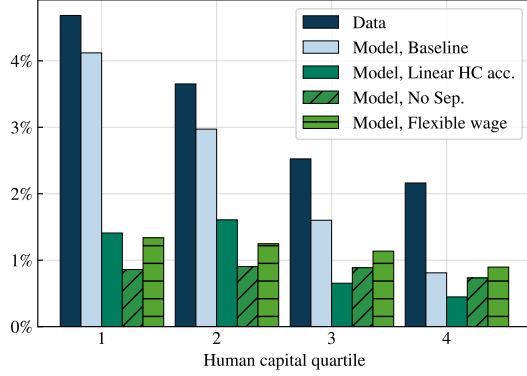 4%
3%
2%
1%
0%
Data
Model, Baseline
Model, Linear HC acc.
Model, No Sep.
Model, Flexible wage
1
2
3
4
Human capital quartile